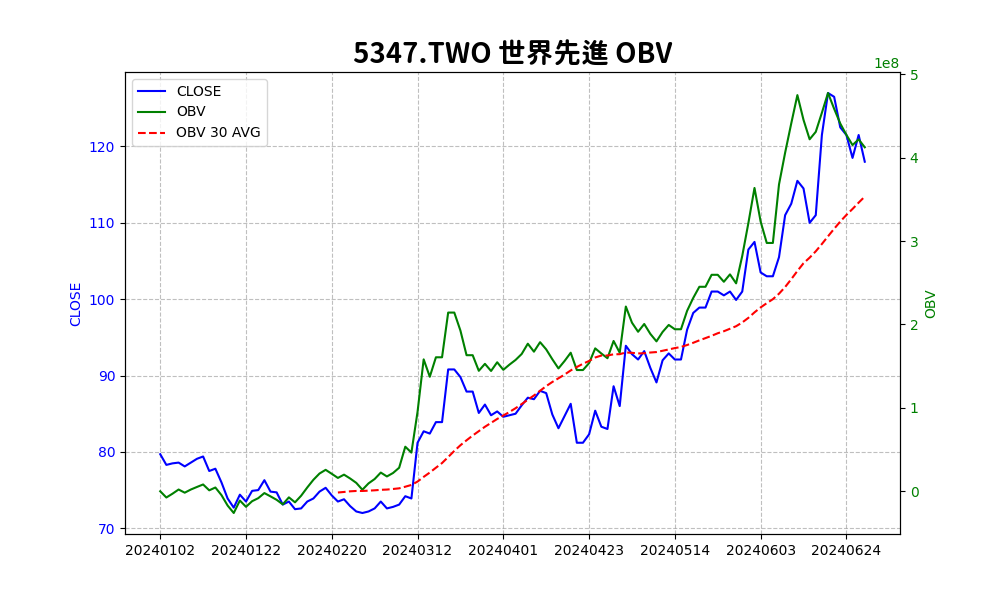 5347.TWO 世界先進 OBV
1e8
CLOSE
OBV
OBV 30 AVG
120
110
100
90
80
70
CLOSE
5
4
3
2
1
0
OBV
20240102 20240122 20240220 20240312 20240401 20240423 20240514 20240603 20240624